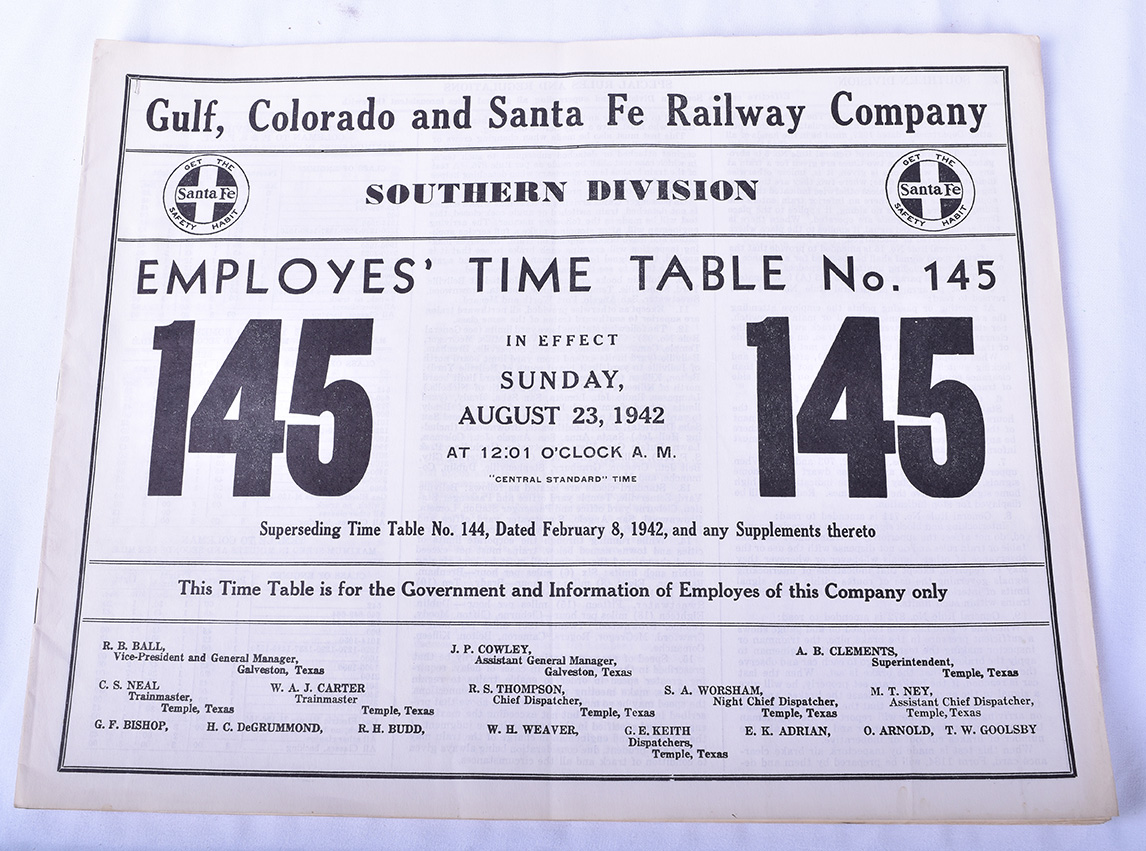 Gulf, Colorado and Santa Fe Railway Company
GET THE
Santa Fe
SAFETY HABIT
SOUTHERN DIVISION
GET THE
Santa Fe
SAFETY HABIT
EMPLOYES' TIME TABLE No. 145
145
IN EFFECT
SUNDAY,
AUGUST 23, 1942
AT 12:01 O'CLOCK A. M.
"CENTRAL STANDARD" TIME
145
Superseding Time Table No. 144, Dated February 8, 1942, and any Supplements thereto
This Time Table is for the Government and Information of Employes of this Company only
R. B. BALL,
Vice-President and General Manager,
Galveston, Texas
J. P. COWLEY,
Assistant General Manager,
Galveston, Texas
A. B. CLEMENTS,
Superintendent,
Temple, Texas
C. S. NEAL
Trainmaster,
Temple, Texas
W. A. J. CARTER
Trainmaster
Temple, Texas
R. S. THOMPSON,
Chief Dispatcher,
Temple, Texas
S. A. WORSHAM,
Night Chief Dispatcher,
Temple, Texas
M. T. NEY,
Assistant Chief Dispatcher,
Temple, Texas
G. F. BISHOP, H. C. DeGRUMMOND, R. H. BUDD, W. H. WEAVER, G. E. KEITH E. K. ADRIAN, O. ARNOLD, T. W. GOOLSBY
Dispatchers,
Temple, Texas